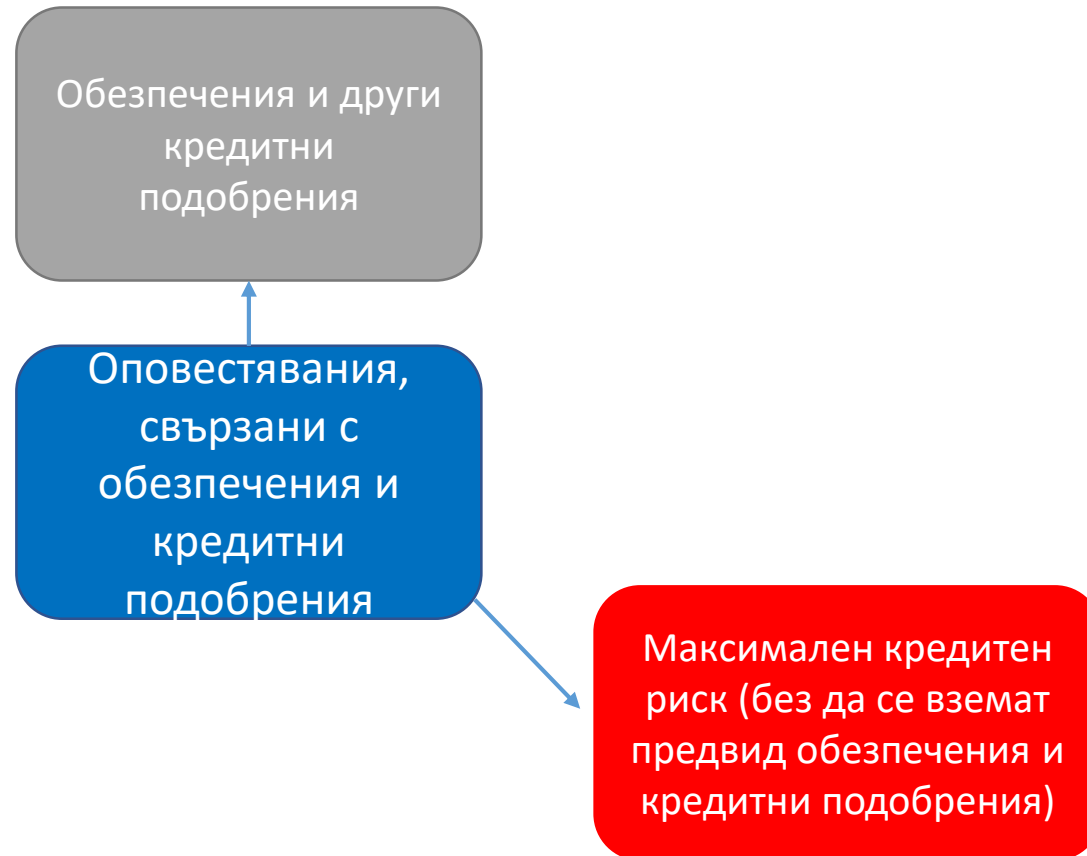 Обезпечения и други
кредитни
подобрения
Оповестявания,
свързани с
обезпечения и
кредитни
подобрения
Максимален кредитен
риск (без да се вземат
предвид обезпечения и
кредитни подобрения)